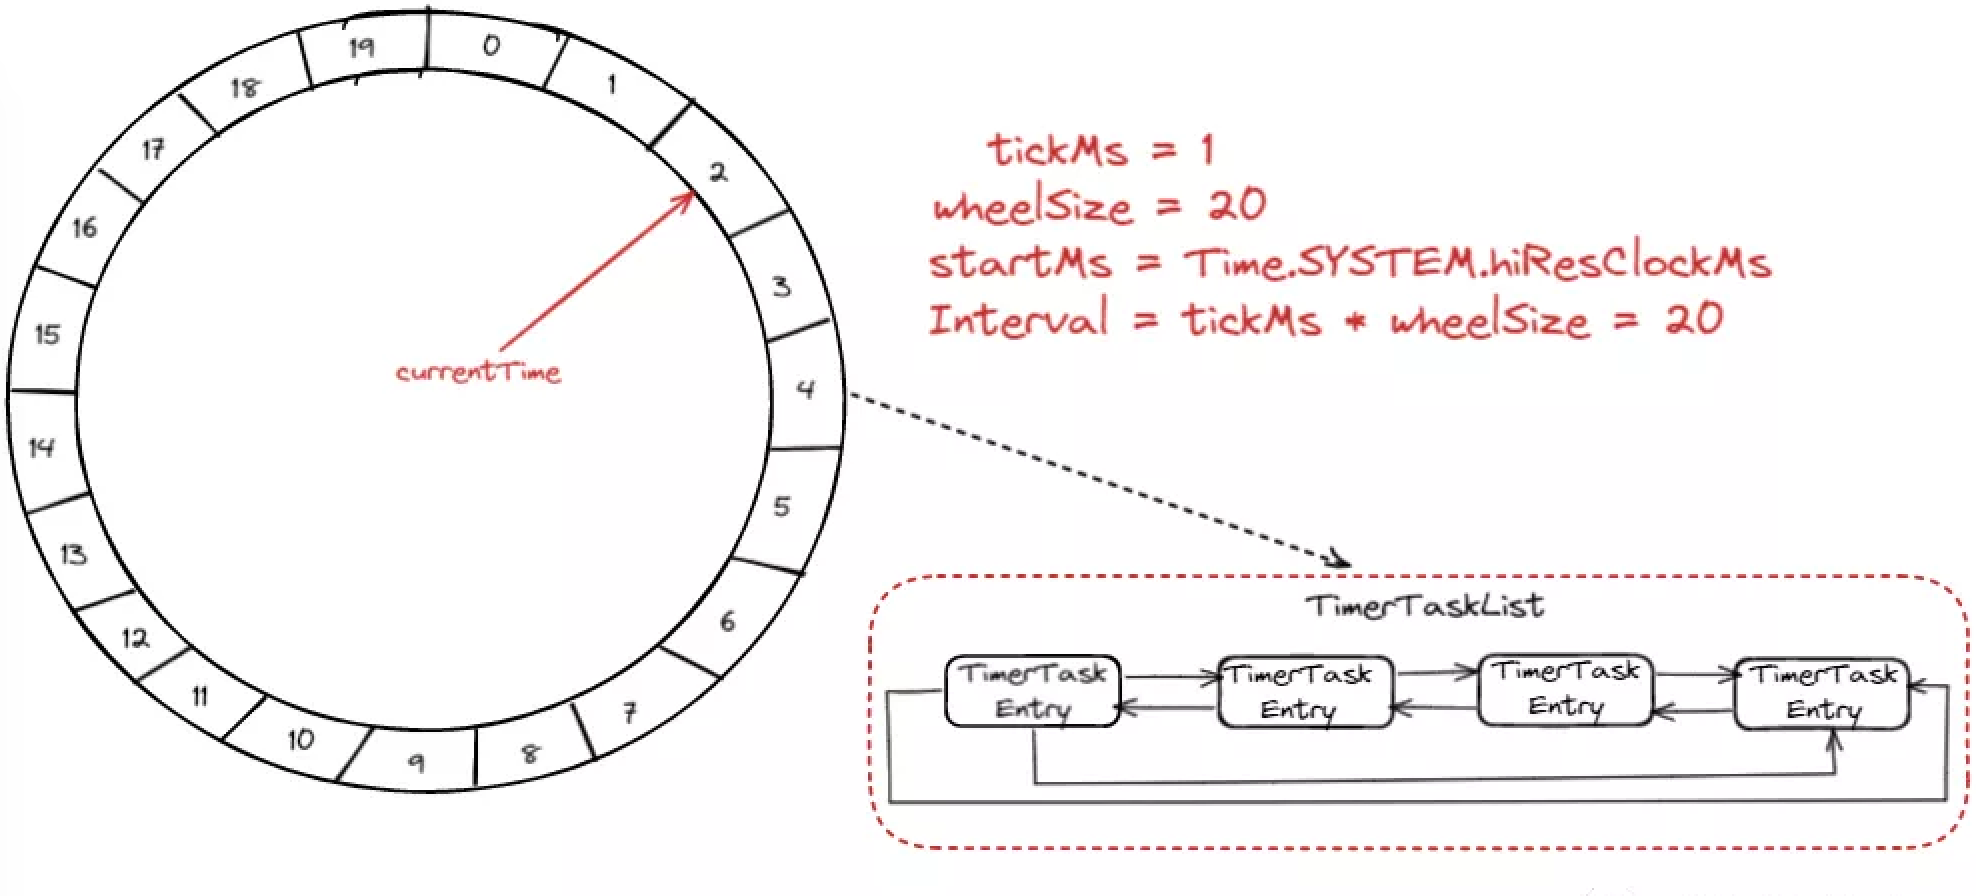 0
1
2
3
4
5
6
7
8
9
10
11
12
13
14
15
16
17
18
19
currentTime
tickMs = 1
wheelSize = 20
startMs = Time.SYSTEM.hiResClockMs
Interval = tickMs * wheelSize = 20
TimerTaskList
TimerTask
Entry
TimerTask
Entry
TimerTask
Entry
TimerTask
Entry